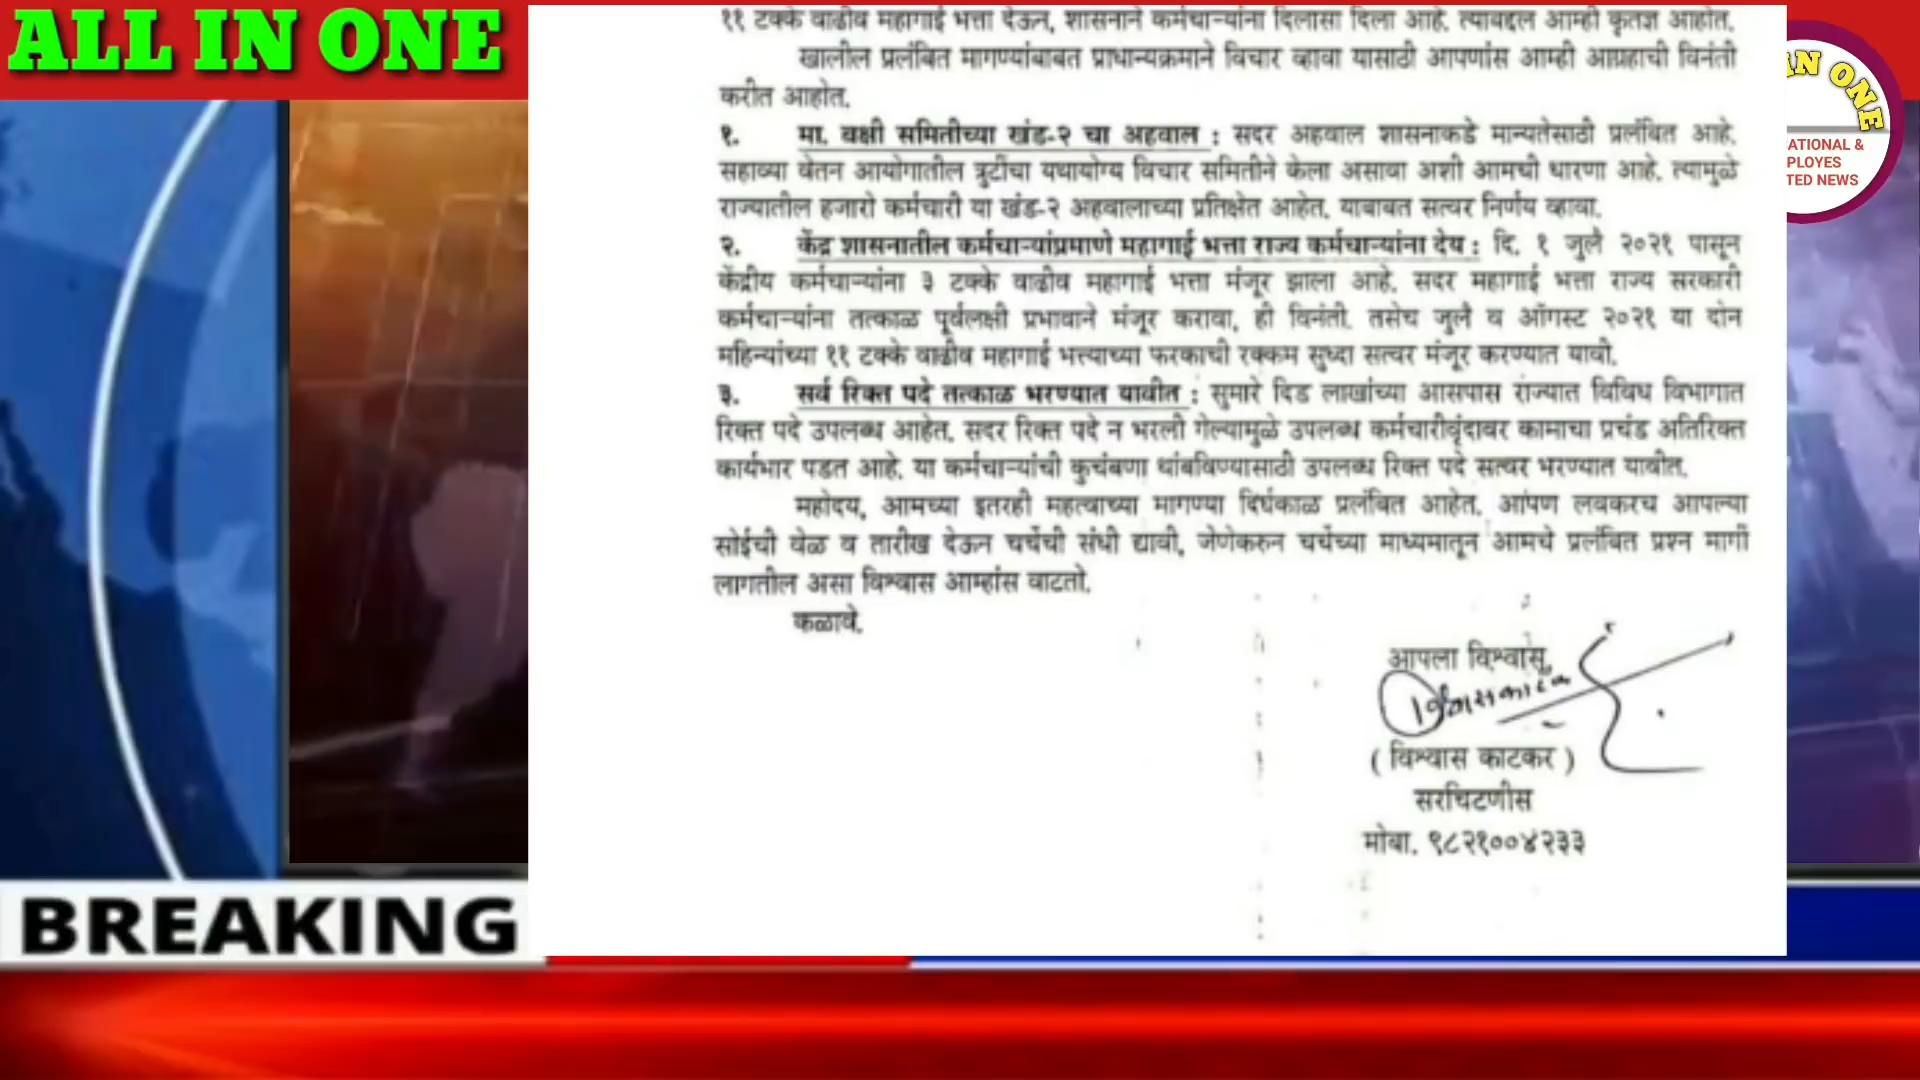 ALL IN ONE
११ टक्के वाढीव महागाई भत्ता देऊन, शासनाने कर्मचाऱ्यांना दिलासा दिला आहे. त्याबद्दल आम्ही कृतज्ञ आहोत.
खालील प्रलंबित मागण्यांबाबत प्राधान्यक्रमाने विचार व्हावा यासाठी आपणांस आम्ही आग्रहाची विनंती
करीत आहोत.
१. मा. बक्षी समितीच्या खंड-२ चा अहवाल : सदर अहवाल शासनाकडे मान्यतेसाठी प्रलंबित आहे.
सहाव्या वेतन आयोगातील त्रुटींचा यथायोग्य विचार समितीने केला असावा अशी आमची धारणा आहे. त्यामुळे
राज्यातील हजारो कर्मचारी या खंड-२ अहवालाच्या प्रतिक्षेत आहेत. याबाबत सत्वर निर्णय व्हावा.
२. केंद्र शासनातील कर्मचाऱ्यांप्रमाणे महागाई भत्ता राज्य कर्मचाऱ्यांना देय : दि. १ जुलै २०२१ पासून
केंद्रीय कर्मचाऱ्यांना ३ टक्के वाढीव महागाई भत्ता मंजूर झाला आहे. सदर महागाई भत्ता राज्य सरकारी
कर्मचाऱ्यांना तत्काळ पूर्वलक्षी प्रभावाने मंजूर करावा, ही विनंती. तसेच जुलै व ऑगस्ट २०२१ या दोन
महिन्यांच्या ११ टक्के वाढीव महागाई भत्त्याच्या फरकाची रक्कम सुध्दा सत्वर मंजूर करण्यात यावी.
३. सर्व रिक्त पदे तत्काळ भरण्यात यावीत : सुमारे दिड लाखांच्या आसपास राज्यात विविध विभागात
रिक्त पदे उपलब्ध आहेत. सदर रिक्त पदे न भरली गेल्यामुळे उपलब्ध कर्मचारीवृंदावर कामाचा प्रचंड अतिरिक्त
कार्यभार पडत आहे. या कर्मचाऱ्यांची कुचंबणा थांबविण्यासाठी उपलब्ध रिक्त पदे सत्वर भरण्यात यावीत.
महोदय, आमच्या इतरही महत्वाच्या मागण्या दिर्घकाळ प्रलंबित आहेत. आपण लवकरच आपल्या
सोईची वेळ व तारीख देऊन चर्चेची संधी द्यावी, जेणेकरुन चर्चेच्या माध्यमातून आमचे प्रलंबित प्रश्न मार्गी
लागतील असा विश्वास आम्हांस वाटतो.
कळावे.
आपला विश्वासू,
( विश्वास काटकर )
सरचिटणीस
मोबा. ९८२१००४२३३
BREAKING
N ONE
ATIONAL &
PLOYES
TED NEWS